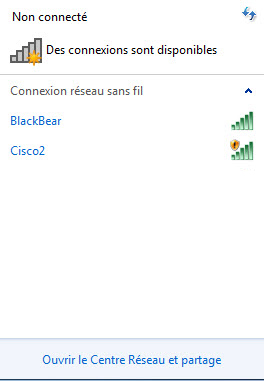 Non connecté
Des connexions sont disponibles
Connexion réseau sans fil
BlackBear
Cisco2
Ouvrir le Centre Réseau et partage